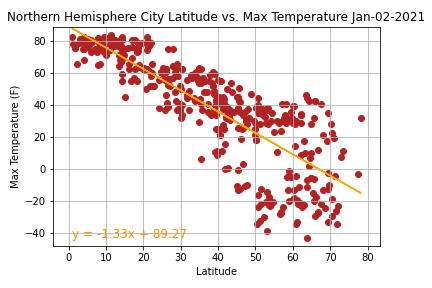 Northern Hemisphere City Latitude vs. Max Temperature Jan-02-2021
Max Temperature (F)
80
60
40
20
0
−20
−40
y = -1.33x + 89.27
0 10 20 30 40 50 60 70 80
Latitude